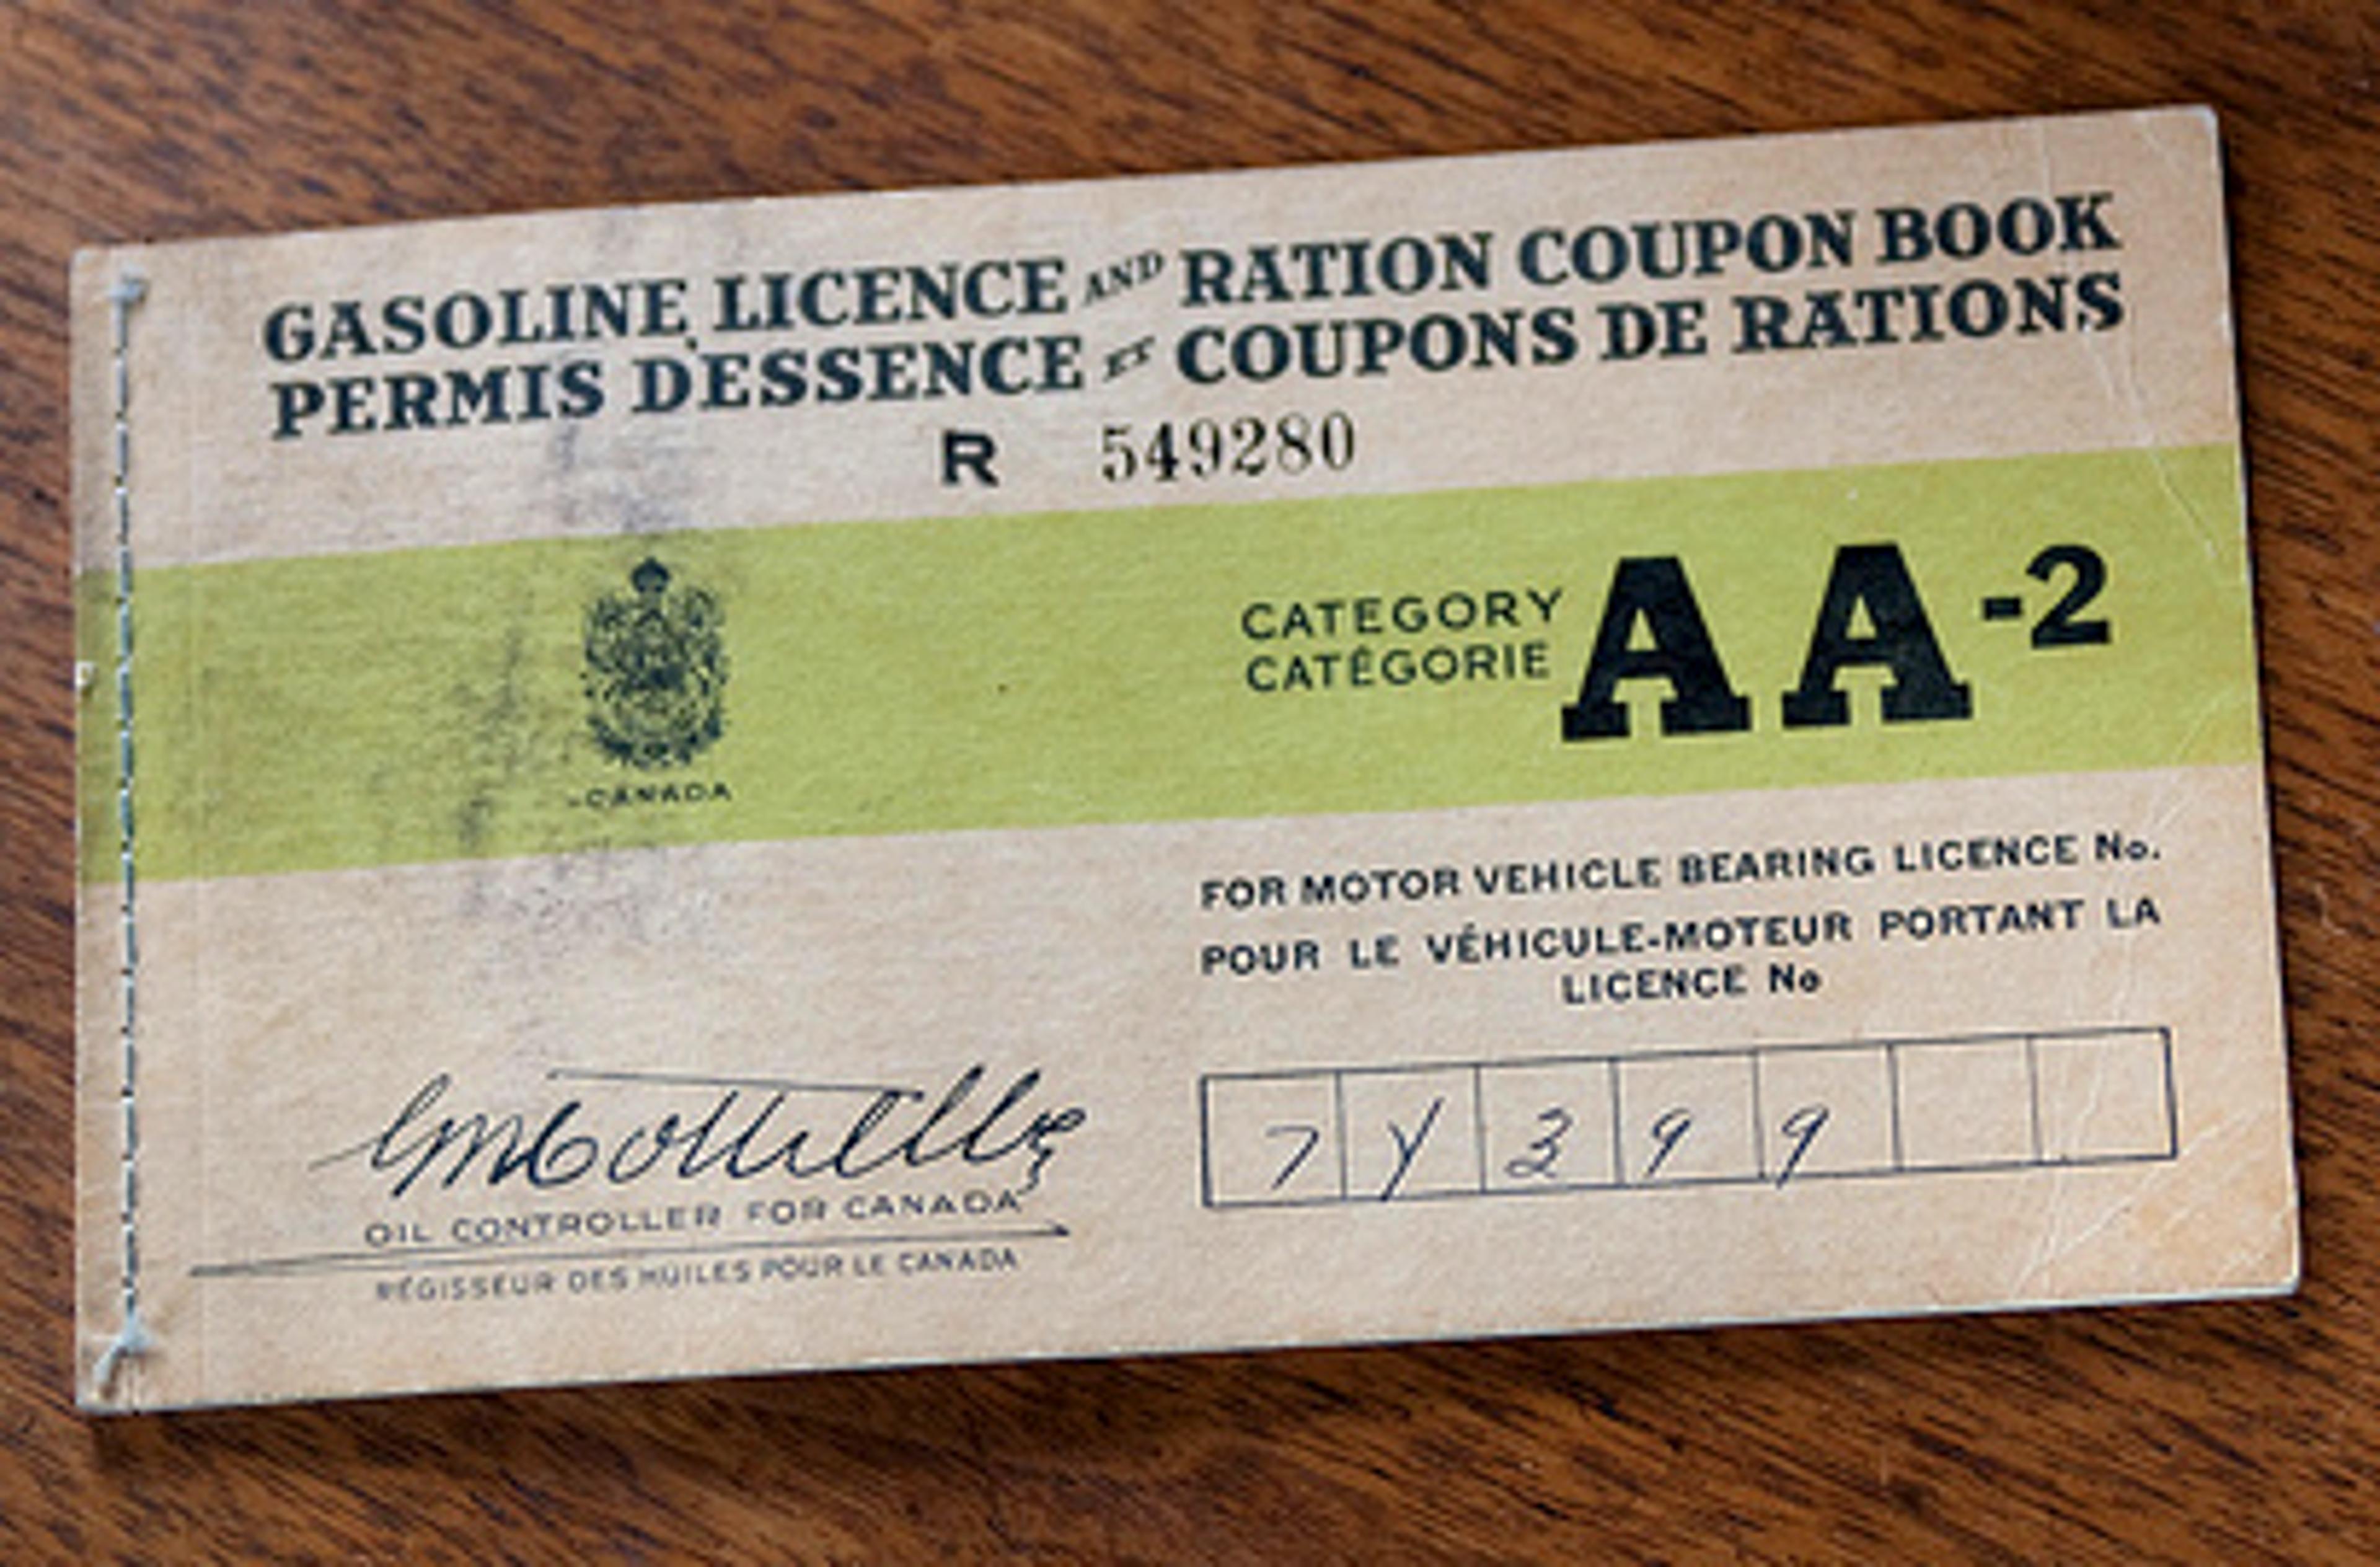 GASOLINE LICENCE AND RATION COUPON BOOK
PERMIS D'ESSENCE ET COUPONS DE RATIONS
R 549280
CANADA
CATEGORY
CATÉGORIE
AA-2
FOR MOTOR VEHICLE BEARING LICENCE No.
POUR LE VÉHICULE-MOTEUR PORTANT LA
LICENCE No
7Y399
OIL CONTROLLER FOR CANADA
RÉGISSEUR DES HUILES POUR LE CANADA